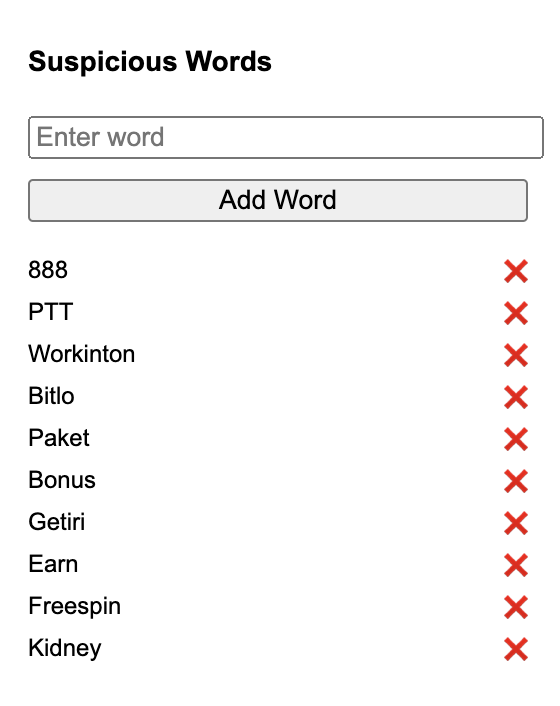 Suspicious Words
Enter word
Add Word
888
PTT
Workinton
Bitlo
Paket
Bonus
Getiri
Earn
Freespin
Kidney